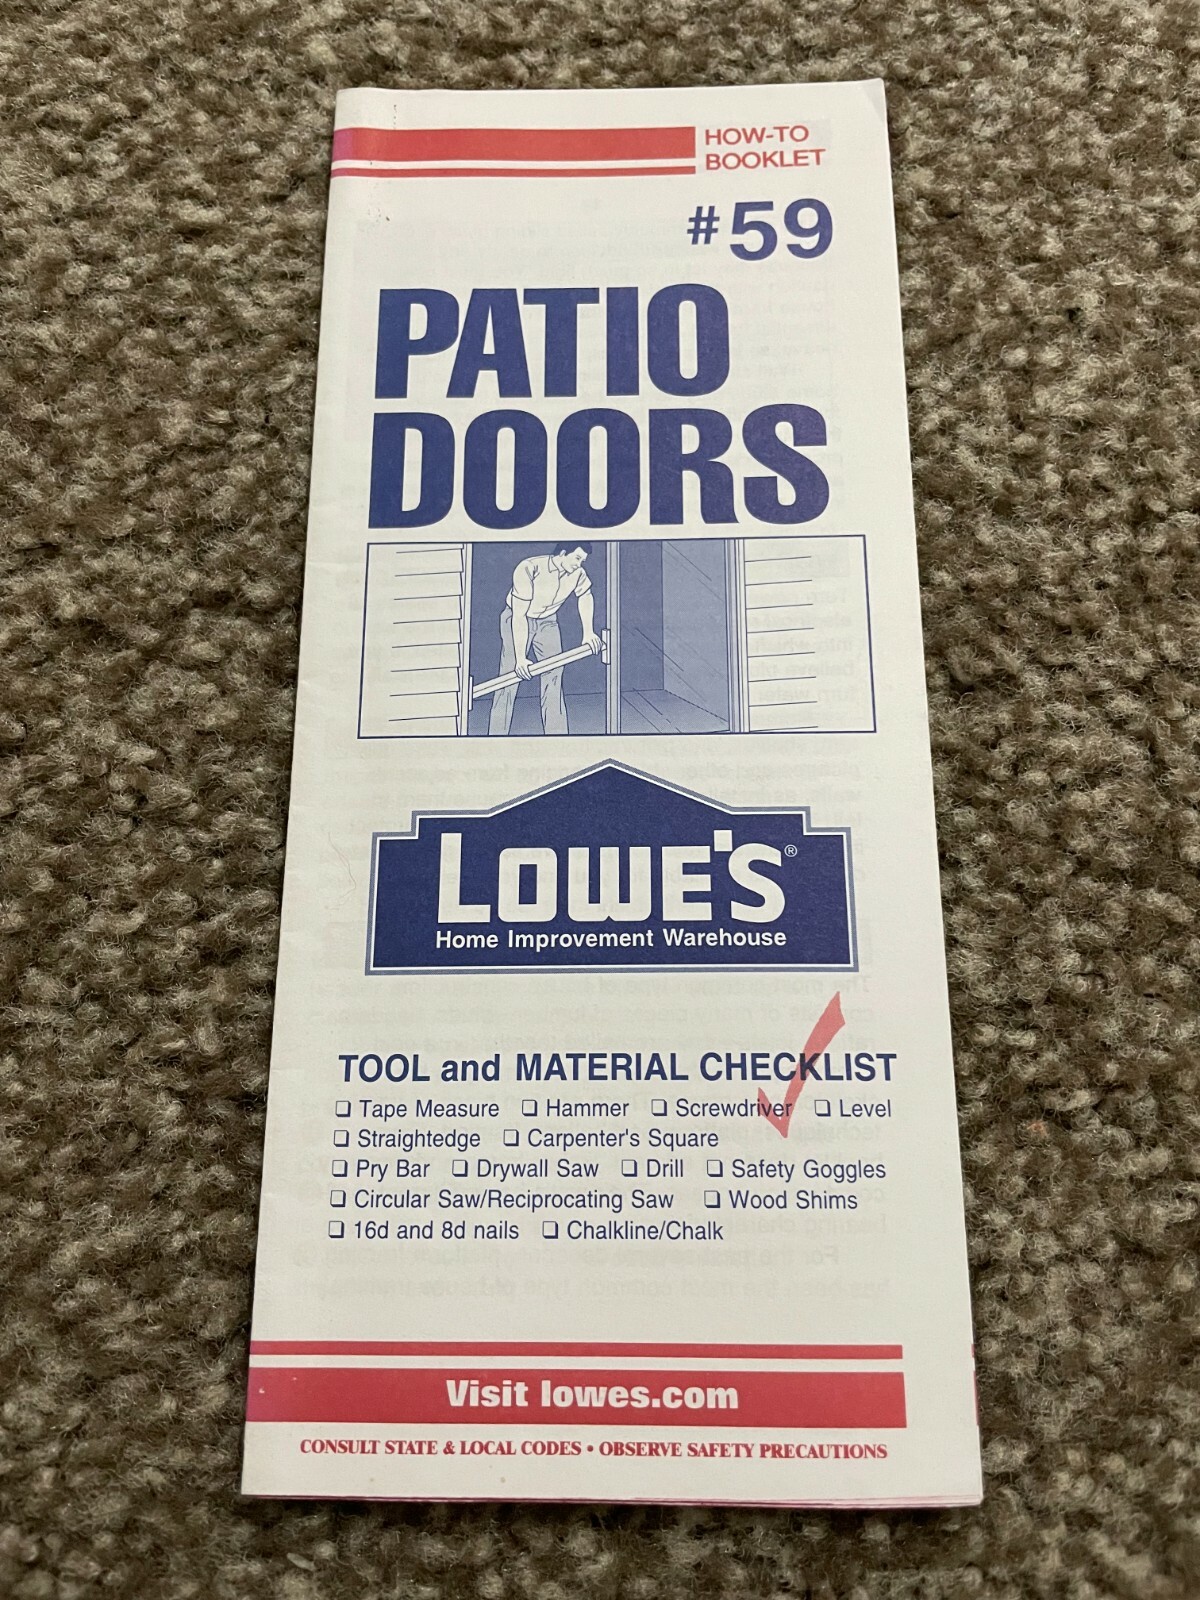 HOW-TO
BOOKLET
#59
PATIO
DOORS
LOWE'S®
Home Improvement Warehouse
TOOL and MATERIAL CHECKLIST
❏ Tape Measure ❏ Hammer ❏ Screwdriver ❏ Level
❏ Straightedge ❏ Carpenter's Square
❏ Pry Bar ❏ Drywall Saw ❏ Drill ❏ Safety Goggles
❏ Circular Saw/Reciprocating Saw ❏ Wood Shims
❏ 16d and 8d nails ❏ Chalkline/Chalk
Visit lowes.com
CONSULT STATE & LOCAL CODES • OBSERVE SAFETY PRECAUTIONS